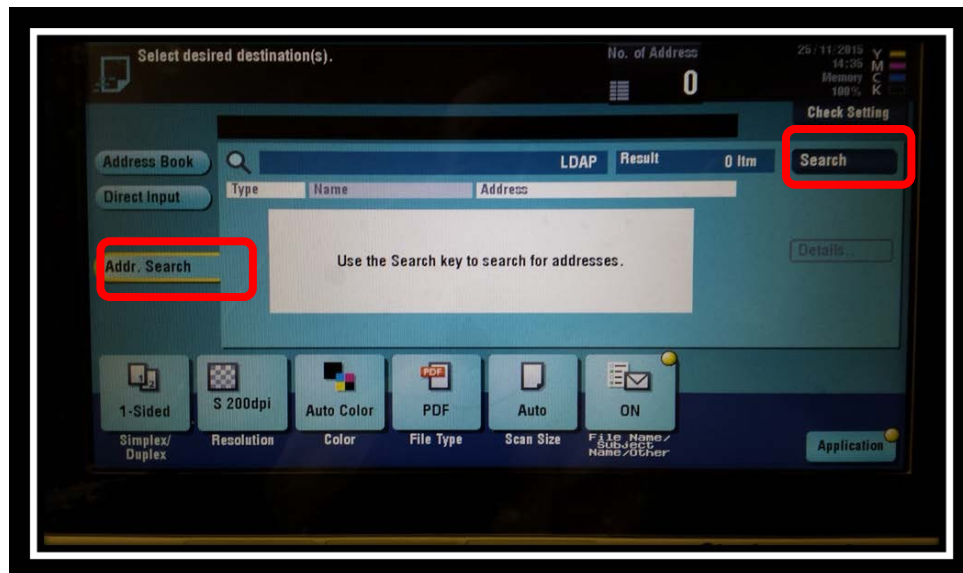 Select desired destination(s).
No. of Address
0
25/11/2015
14:35
Memory
100%
Y
M
C
K
Check Setting
Address Book
LDAP
Result
0 Itm
Search
Direct Input
Type
Name
Address
Addr. Search
Use the Search key to search for addresses.
Details..
1
2
PDF
1-Sided
S 200dpi
Auto Color
PDF
Auto
ON
Simplex/
Duplex
Resolution
Color
File Type
Scan Size
File Name/
Subject
Name/Other
Application